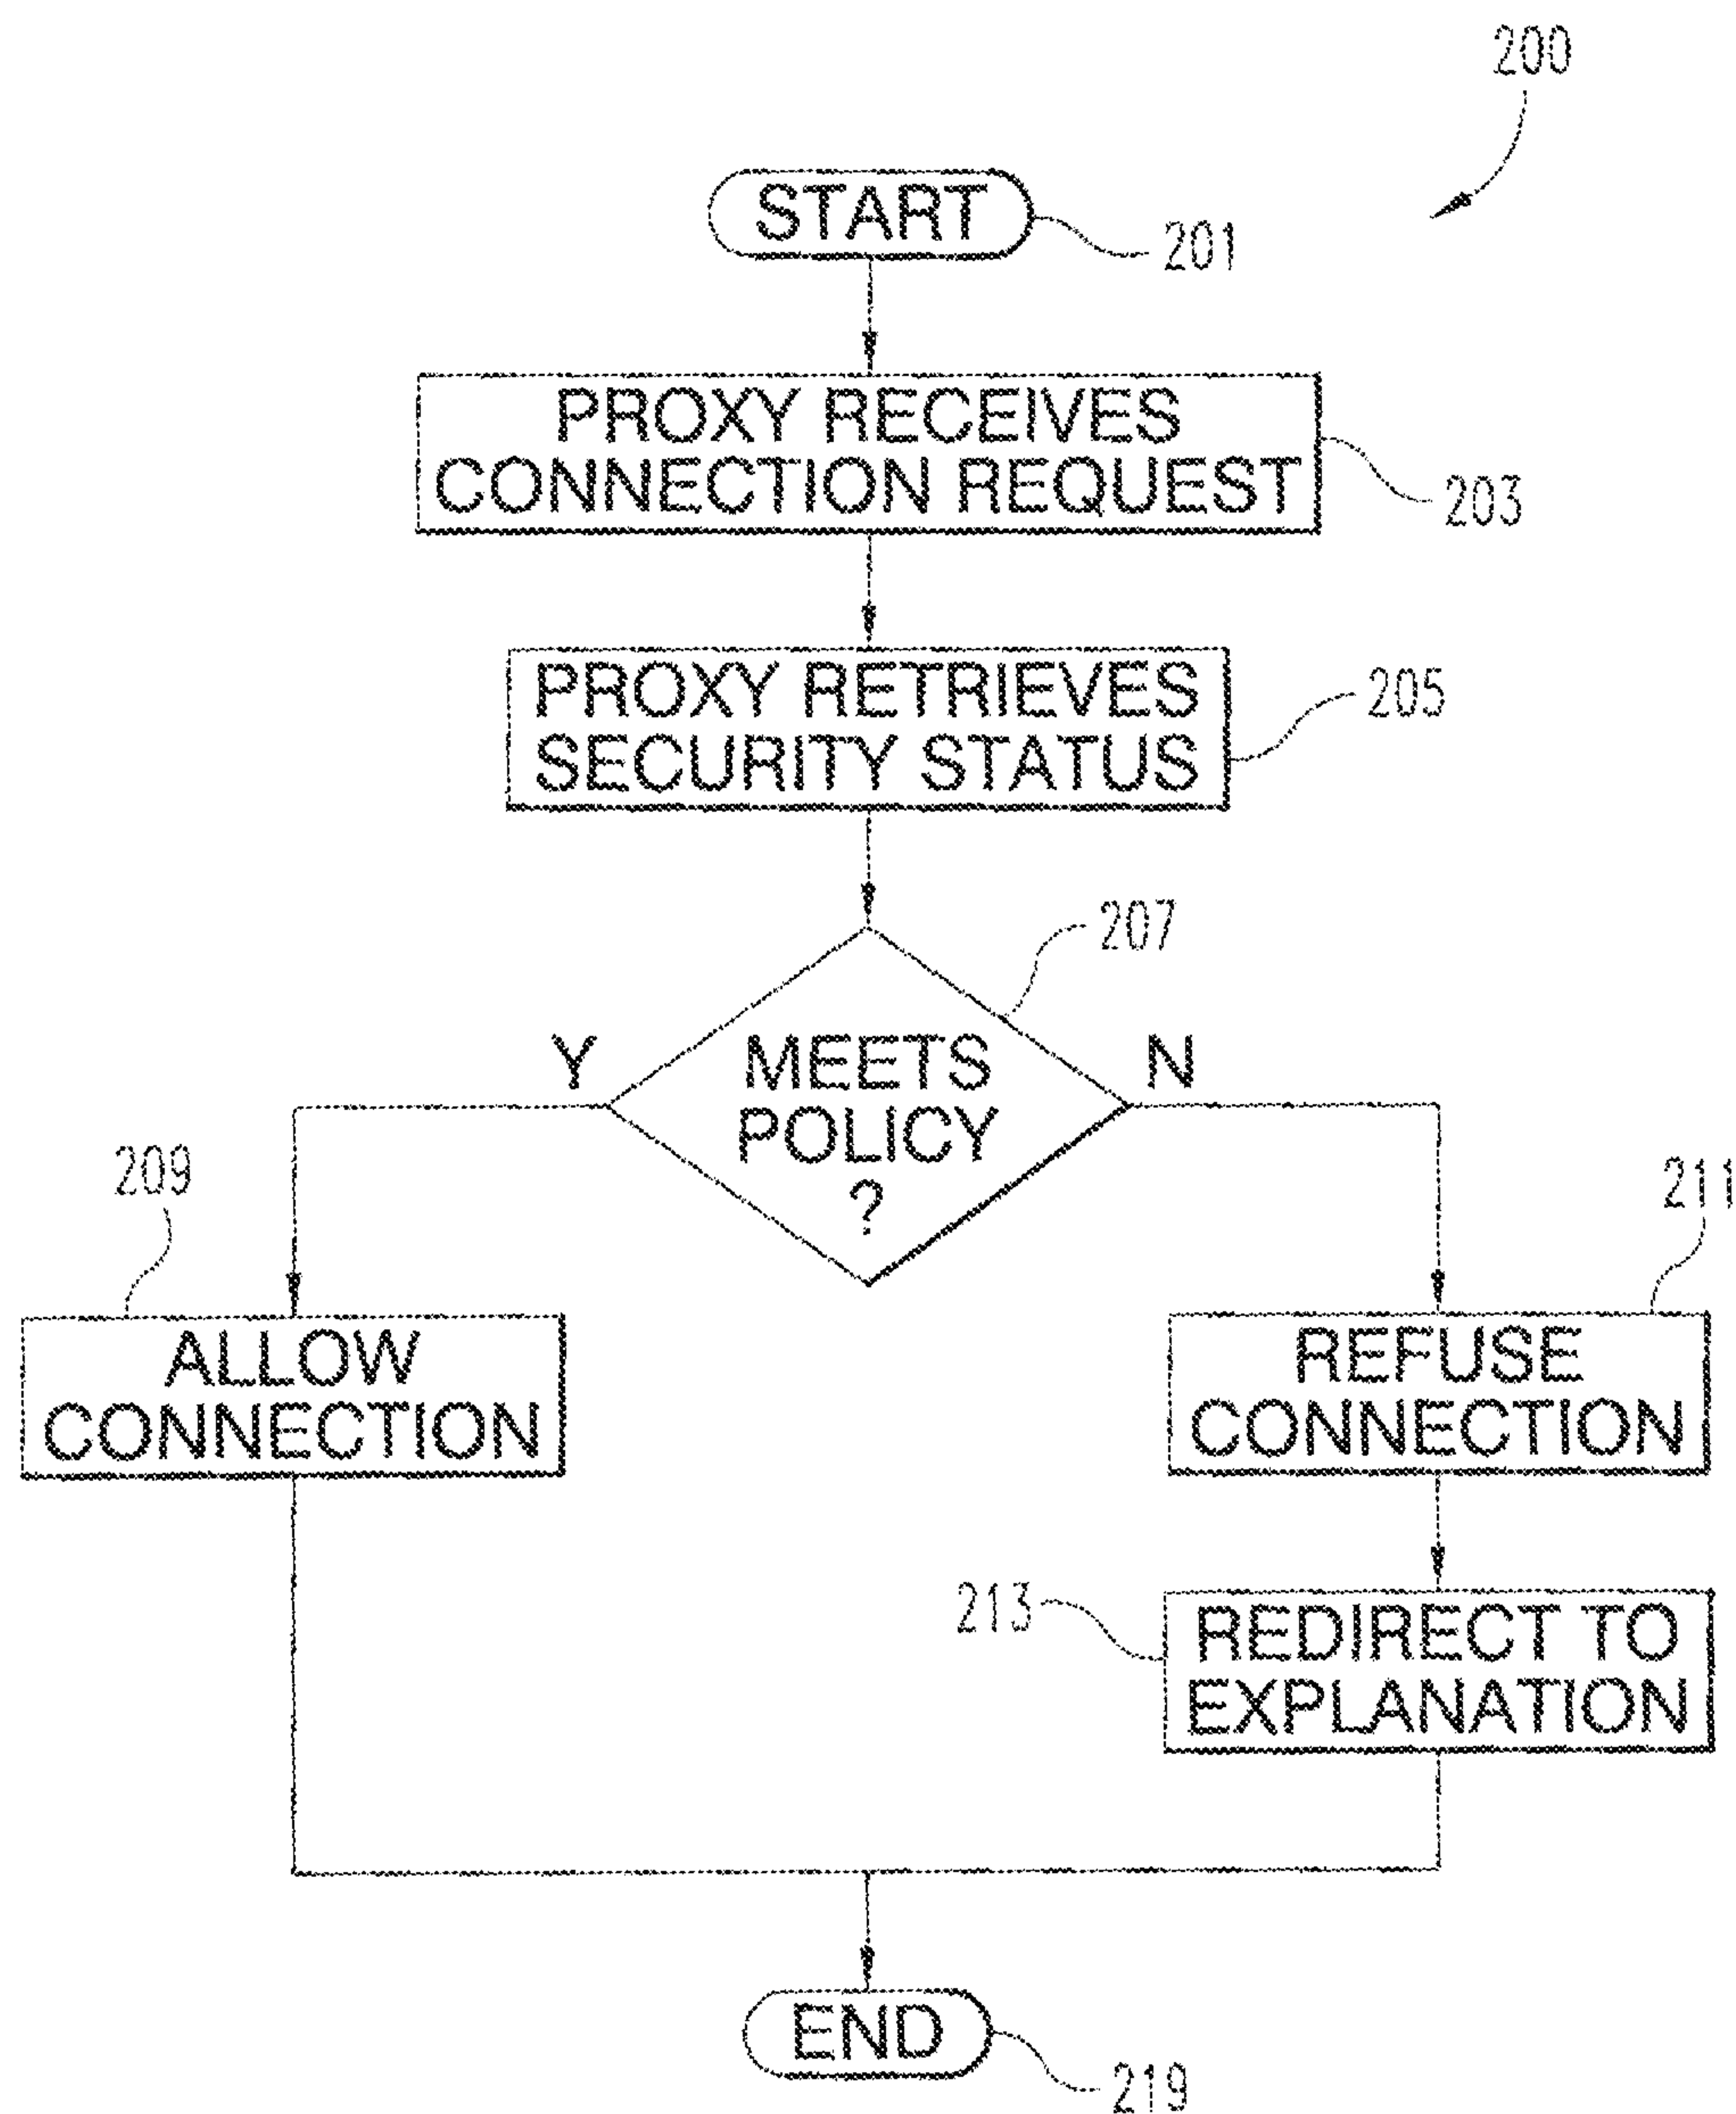 200
START
201
PROXY RECEIVES
CONNECTION REQUEST
203
PROXY RETRIEVES
SECURITY STATUS
205
207
Y
MEETS
POLICY
?
N
209
211
ALLOW
CONNECTION
REFUSE
CONNECTION
213
REDIRECT TO
EXPLANATION
END
219